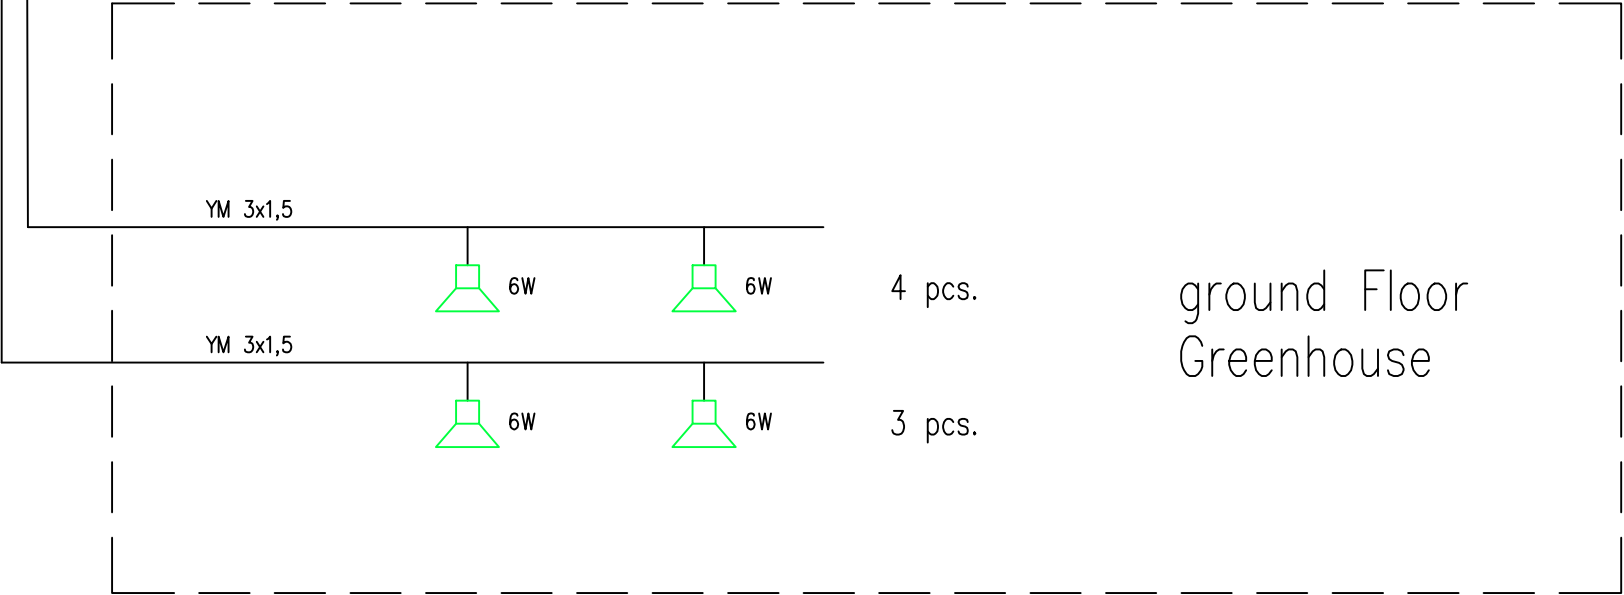 YM 3x1,5
6W
6W
4 pcs.
ground Floor
Greenhouse
YM 3x1,5
6W
6W
3 pcs.